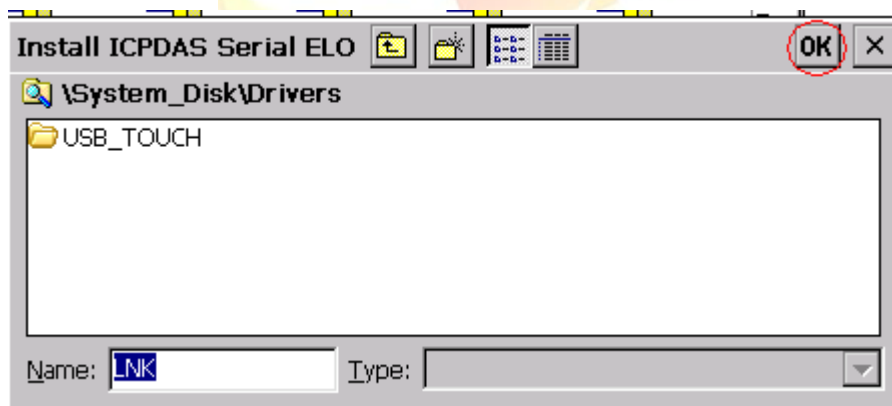 Install ICPDAS Serial ELO OK ×
\System_Disk\Drivers
USB_TOUCH
Name: LNK Type: